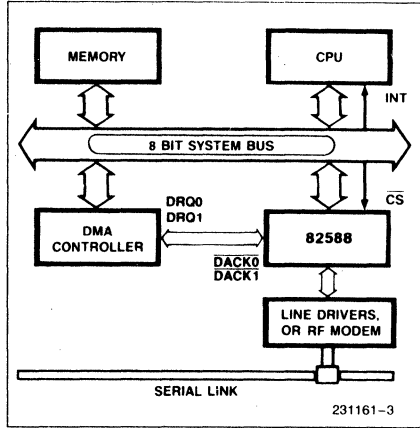 MEMORY
CPU
INT
8 BIT SYSTEM BUS
CS
DRQ0
DRQ1
DMA
CONTROLLER
82588
DACK0
DACK1
LINE DRIVERS,
OR RF MODEM
SERIAL LINK
231161-3